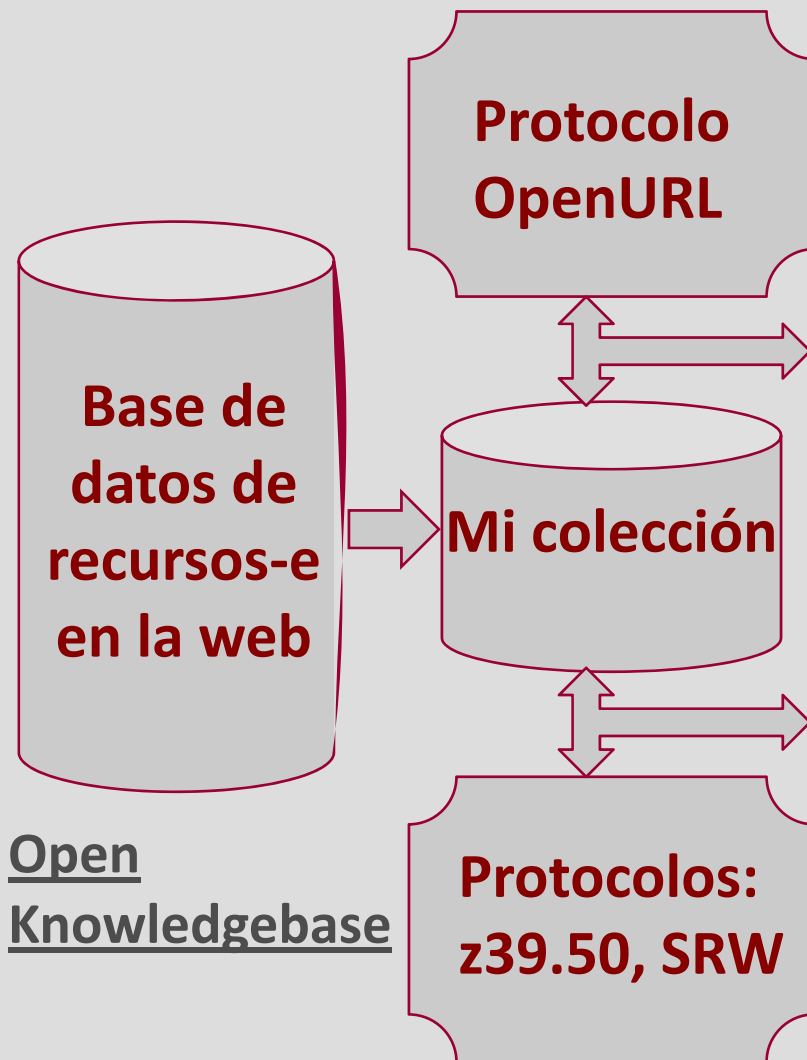 Protocolo
OpenURL
Base de
datos de
recursos-e
en la web
Mi colección
Open
Knowledgebase
Protocolos:
z39.50, SRW